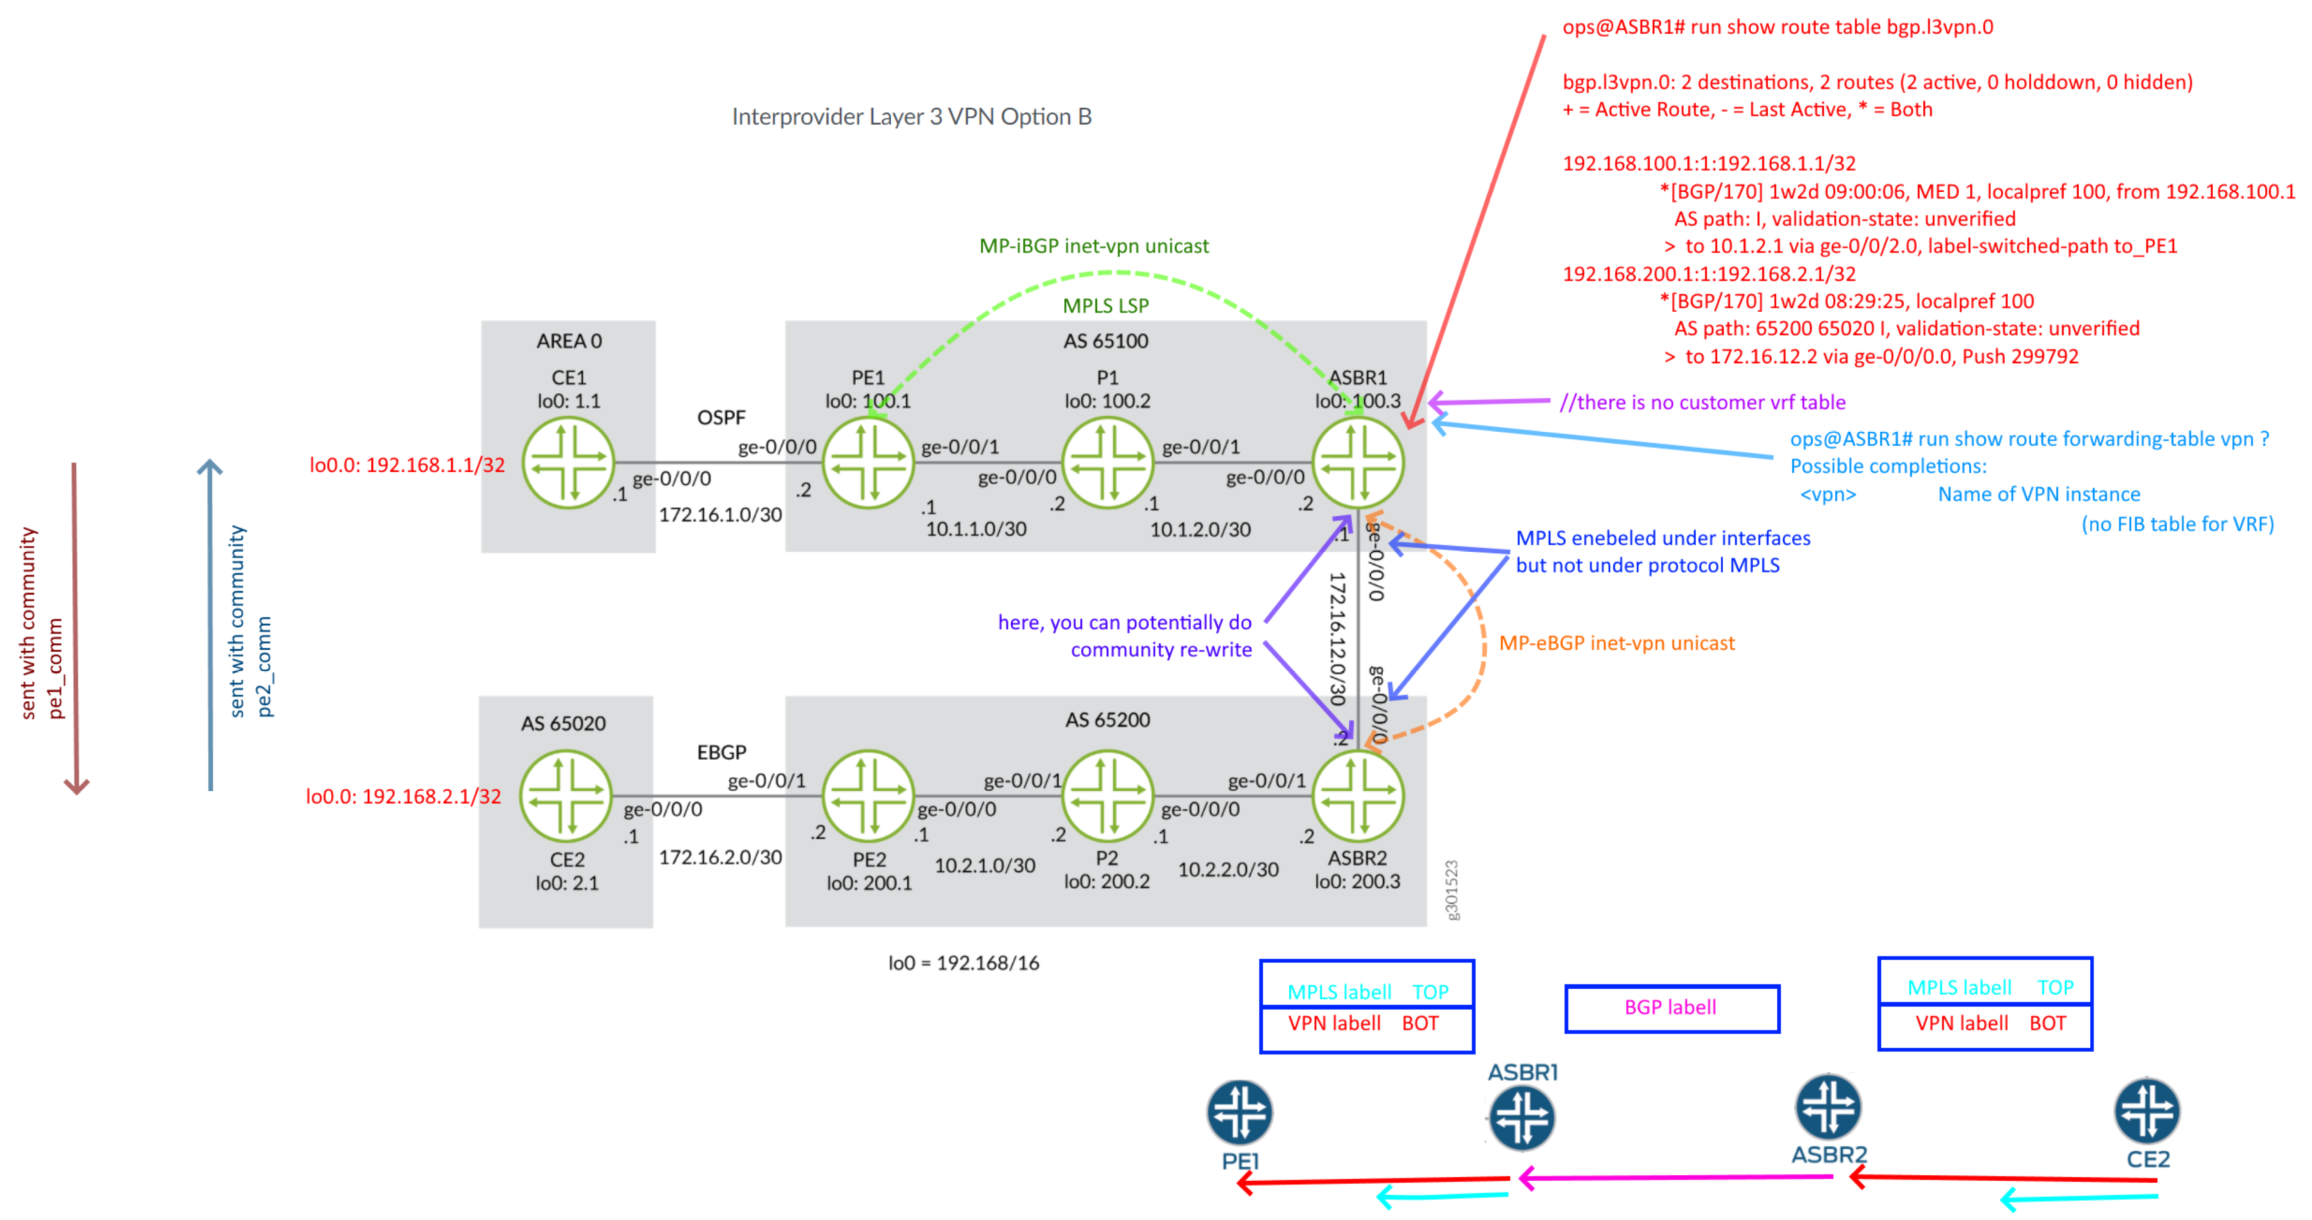 ops@ASBR1# run show route table bgp.l3vpn.0
bgp.l3vpn.0: 2 destinations, 2 routes (2 active, 0 holddown, 0 hidden)
+ = Active Route, - = Last Active, * = Both
192.168.100.1:1:192.168.1.1/32
*[BGP/170] 1w2d 09:00:06, MED 1, localpref 100, from 192.168.100.1
AS path: I, validation-state: unverified
> to 10.1.2.1 via ge-0/0/2.0, label-switched-path to_PE1
192.168.200.1:1:192.168.2.1/32
*[BGP/170] 1w2d 08:29:25, localpref 100
AS path: 65200 65020 I, validation-state: unverified
> to 172.16.12.2 via ge-0/0/0.0, Push 299792
//there is no customer vrf table
ops@ASBR1# run show route forwarding-table vpn ?
Possible completions:
<vpn> Name of VPN instance
(no FIB table for VRF)
Interprovider Layer 3 VPN Option B
MP-iBGP inet-vpn unicast
MPLS LSP
AREA 0
CE1
lo0: 1.1
OSPF
AS 65100
PE1
lo0: 100.1
P1
lo0: 100.2
ASBR1
lo0: 100.3
lo0.0: 192.168.1.1/32
ge-0/0/0
.1
172.16.1.0/30
ge-0/0/0
.2
ge-0/0/1
.1
10.1.1.0/30
ge-0/0/0
.2
ge-0/0/1
.1
10.1.2.0/30
ge-0/0/0
.2
.1
ge-0/0/0
172.16.12.0/30
ge-0/0/0
.2
MPLS enebeled under interfaces
but not under protocol MPLS
here, you can potentially do
community re-write
MP-eBGP inet-vpn unicast
sent with community
pe1_comm
sent with community
pe2_comm
AS 65020
EBGP
AS 65200
lo0.0: 192.168.2.1/32
ge-0/0/0
.1
172.16.2.0/30
ge-0/0/1
.2
ge-0/0/0
.1
10.2.1.0/30
ge-0/0/1
.2
ge-0/0/0
.1
10.2.2.0/30
ge-0/0/1
.2
CE2
lo0: 2.1
PE2
lo0: 200.1
P2
lo0: 200.2
ASBR2
lo0: 200.3
g301523
lo0 = 192.168/16
MPLS labell TOP
VPN labell BOT
BGP labell
MPLS labell TOP
VPN labell BOT
PE1
ASBR1
ASBR2
CE2